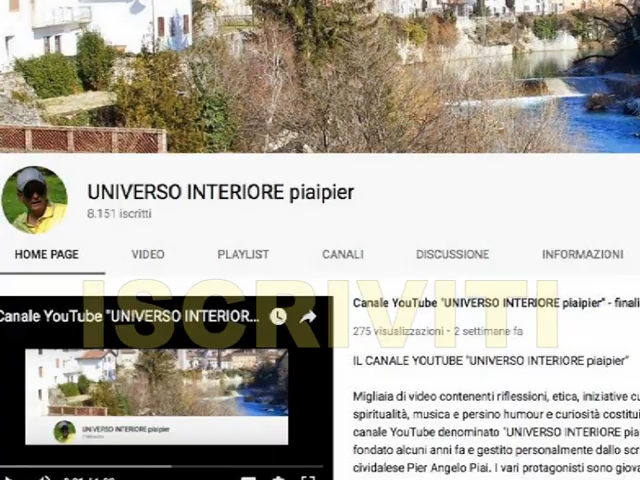 UNIVERSO INTERIORE piaipier
8.151 iscritti
HOME PAGE VIDEO PLAYLIST CANALI DISCUSSIONE INFORMAZIONI
ISCRIVITI
Canale YouTube "UNIVERSO INTERIOR...
UNIVERSO INTERIORE piaipier
Canale YouTube "UNIVERSO INTERIORE piaipier" - final
275 visualizzazioni • 2 settimane fa
IL CANALE YOUTUBE "UNIVERSO INTERIORE piaipier"
Migliaia di video contenenti riflessioni, etica, iniziative cu
spiritualità, musica e persino humour e curiosità costitui
canale YouTube denominato "UNIVERSO INTERIORE pia
fondato alcuni anni fa e gestito personalmente dallo scr
cividalese Pier Angelo Piai. I vari protagonisti sono giova